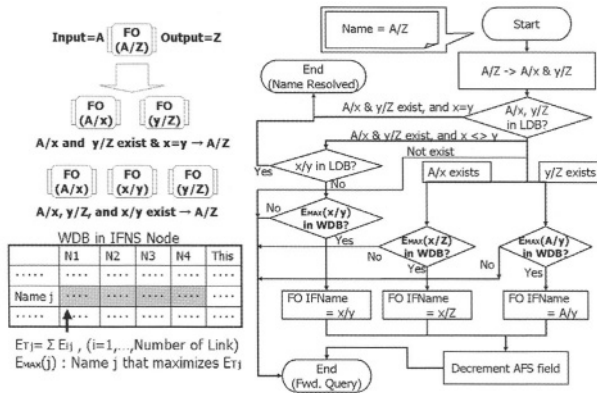 Input=A
FO
(A/Z)
Output=Z
FO
(A/x)
FO
(y/Z)
A/x and y/Z exist & x=y → A/Z
FO
(A/x)
FO
(x/y)
FO
(y/Z)
A/x, y/Z, and x/y exist → A/Z
WDB in IFNS Node
N1 N2 N3 N4 This
..... .... .... .... .... ....
Name j .... .... .... .... ....
..... .... .... .... .... ....
ETj= Σ Eij , (i=1,...,Number of Link)
EMAX(j) : Name j that maximizes ETj
Name = A/Z
Start
End
(Name Resolved)
A/Z -> A/x & y/Z
A/x & y/Z exist, and x=y
A/x, y/Z
in LDB?
A/x & y/Z exist, and x <> y
Not exist
x/y in LDB?
Yes
No
A/x exists
y/Z exists
No
EMAX(x/y)
in WDB?
Yes
EMAX(x/Z)
in WDB?
No
Yes
EMAX(A/y)
in WDB?
No
Yes
FO IFName
= x/y
FO IFName
= x/Z
FO IFName
= A/y
End
(Fwd. Query)
Decrement AFS field